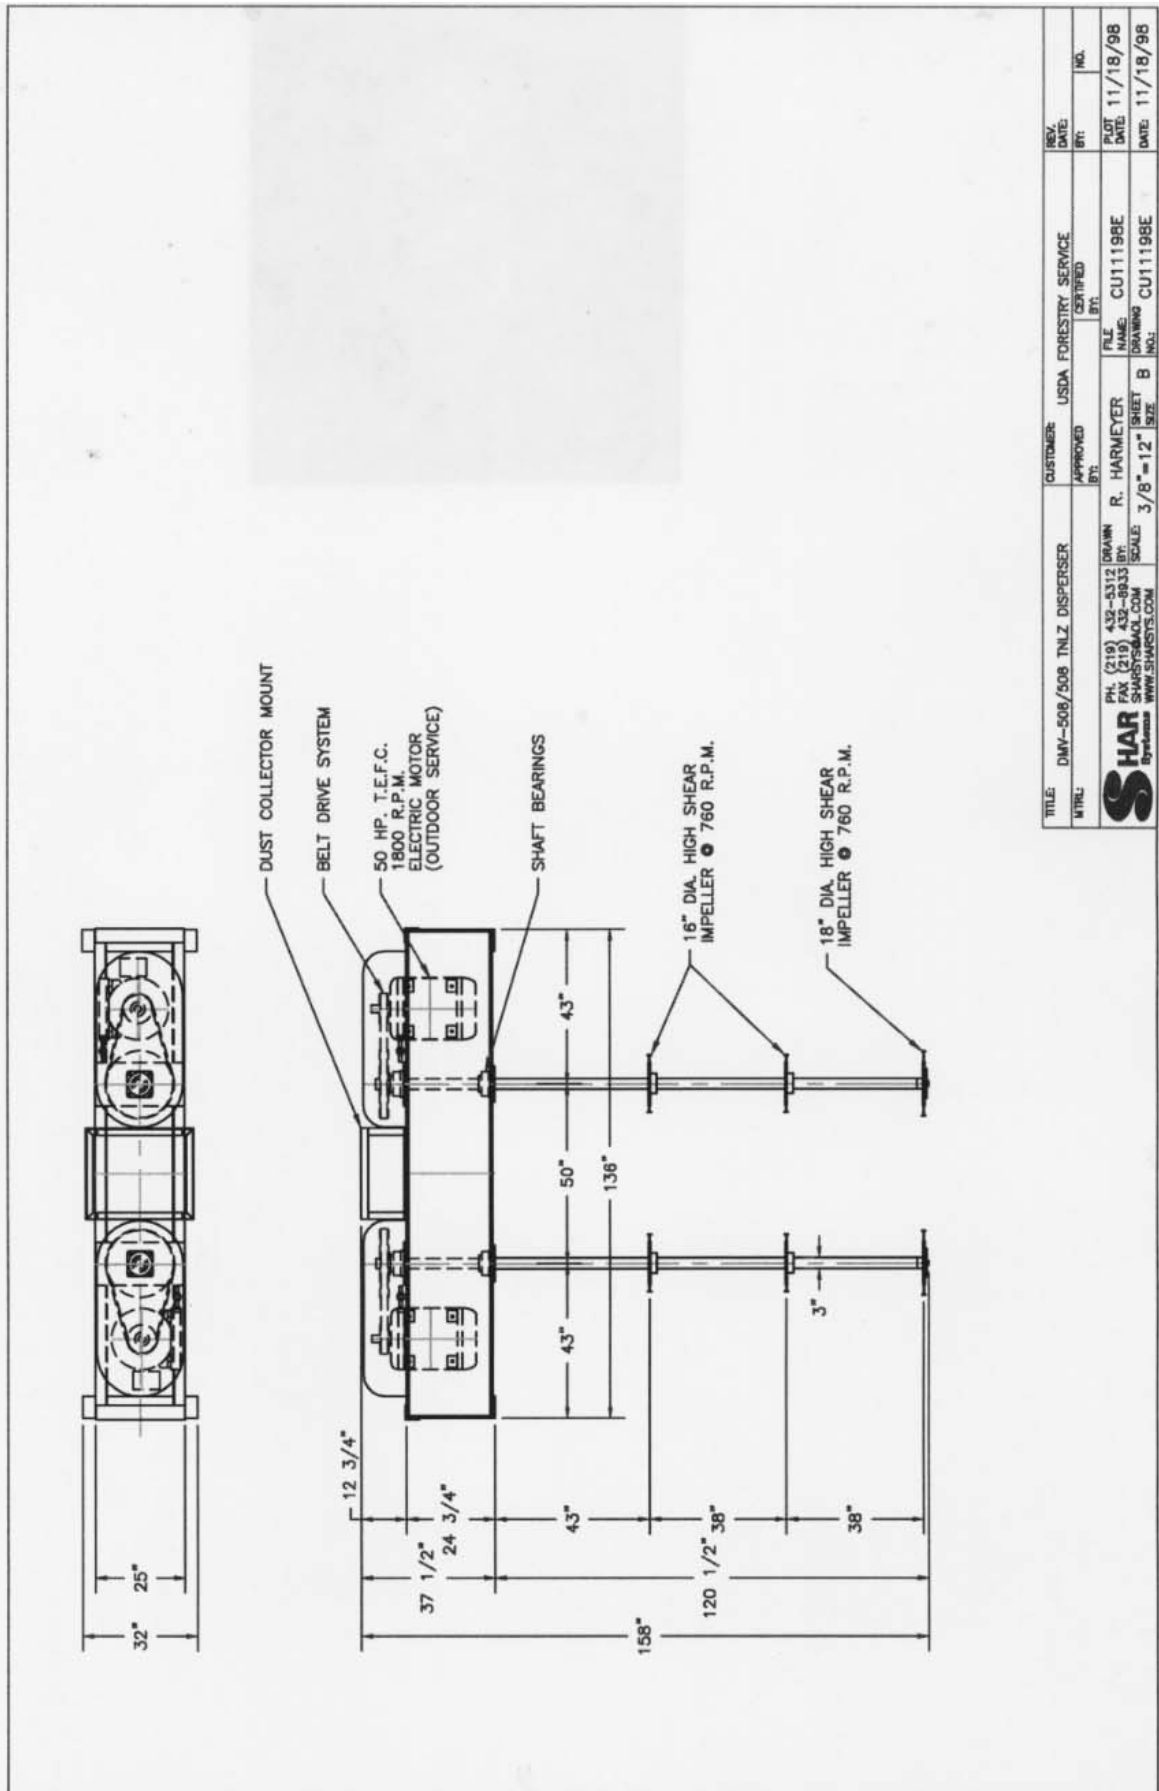 32"
25"
12 3/4"
37 1/2"
24 3/4"
43"
38"
38"
120 1/2"
158"
43"
50"
43"
136"
3"
DUST COLLECTOR MOUNT
BELT DRIVE SYSTEM
50 HP. T.E.F.C.
1800 R.P.M.
ELECTRIC MOTOR
(OUTDOOR SERVICE)
SHAFT BEARINGS
16" DIA. HIGH SHEAR
IMPELLER @ 760 R.P.M.
18" DIA. HIGH SHEAR
IMPELLER @ 760 R.P.M.
TITLE: DMV-508/508 TNLZ DISPERSER
CUSTOMER: USDA FORESTRY SERVICE
REV. DATE:
MTRL:
APPROVED BY:
CERTIFIED BY:
BY:
NO.
SHAR Systems
PH. (219) 432-5312
FAX (219) 432-8933
SHARSYS@AOL.COM
WWW.SHARSYS.COM
DRAWN BY: R. HARMEYER
FILE NAME: CU11198E
PLOT DATE: 11/18/98
SCALE: 3/8"=12"
SHEET SIZE B
DRAWING NO.: CU11198E
DATE: 11/18/98